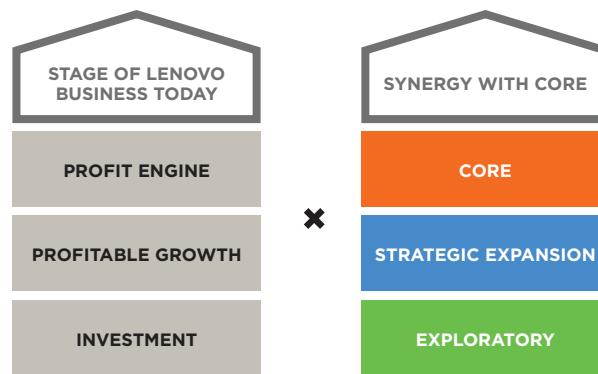 STAGE OF LENOVO
BUSINESS TODAY
PROFIT ENGINE
PROFITABLE GROWTH
INVESTMENT
SYNERGY WITH CORE
CORE
STRATEGIC EXPANSION
EXPLORATORY